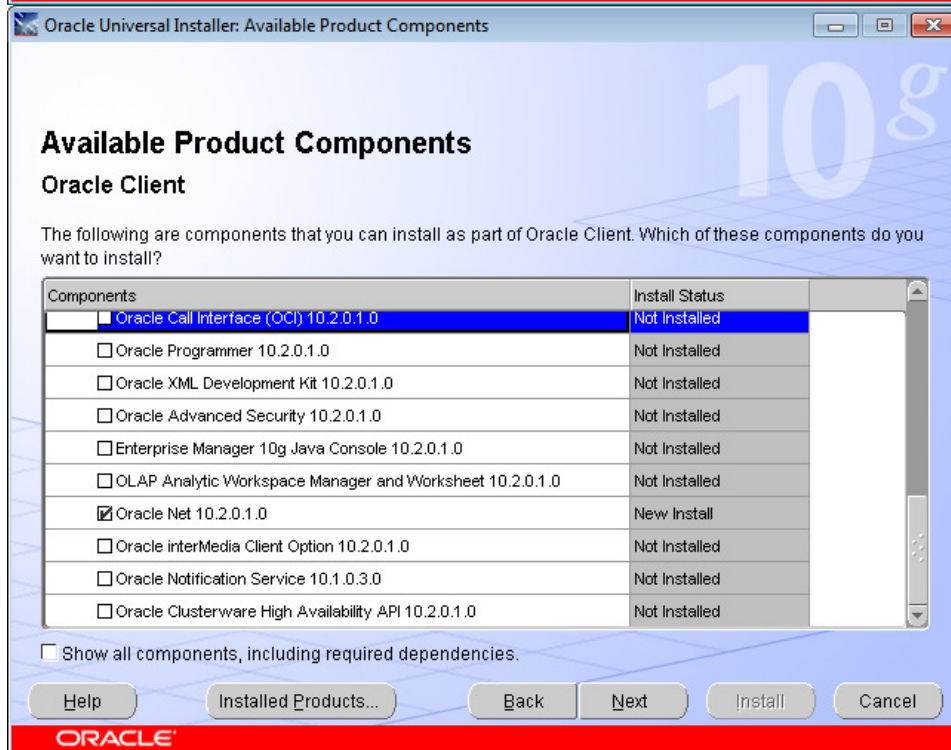 Oracle Universal Installer: Available Product Components
10g
Available Product Components
Oracle Client
The following are components that you can install as part of Oracle Client. Which of these components do you
want to install?
Components Install Status
Oracle Call Interface (OCI) 10.2.0.1.0 Not Installed
Oracle Programmer 10.2.0.1.0 Not Installed
Oracle XML Development Kit 10.2.0.1.0 Not Installed
Oracle Advanced Security 10.2.0.1.0 Not Installed
Enterprise Manager 10g Java Console 10.2.0.1.0 Not Installed
OLAP Analytic Workspace Manager and Worksheet 10.2.0.1.0 Not Installed
Oracle Net 10.2.0.1.0 New Install
Oracle interMedia Client Option 10.2.0.1.0 Not Installed
Oracle Notification Service 10.1.0.3.0 Not Installed
Oracle Clusterware High Availability API 10.2.0.1.0 Not Installed
Show all components, including required dependencies.
Help Installed Products... Back Next Install Cancel
ORACLE